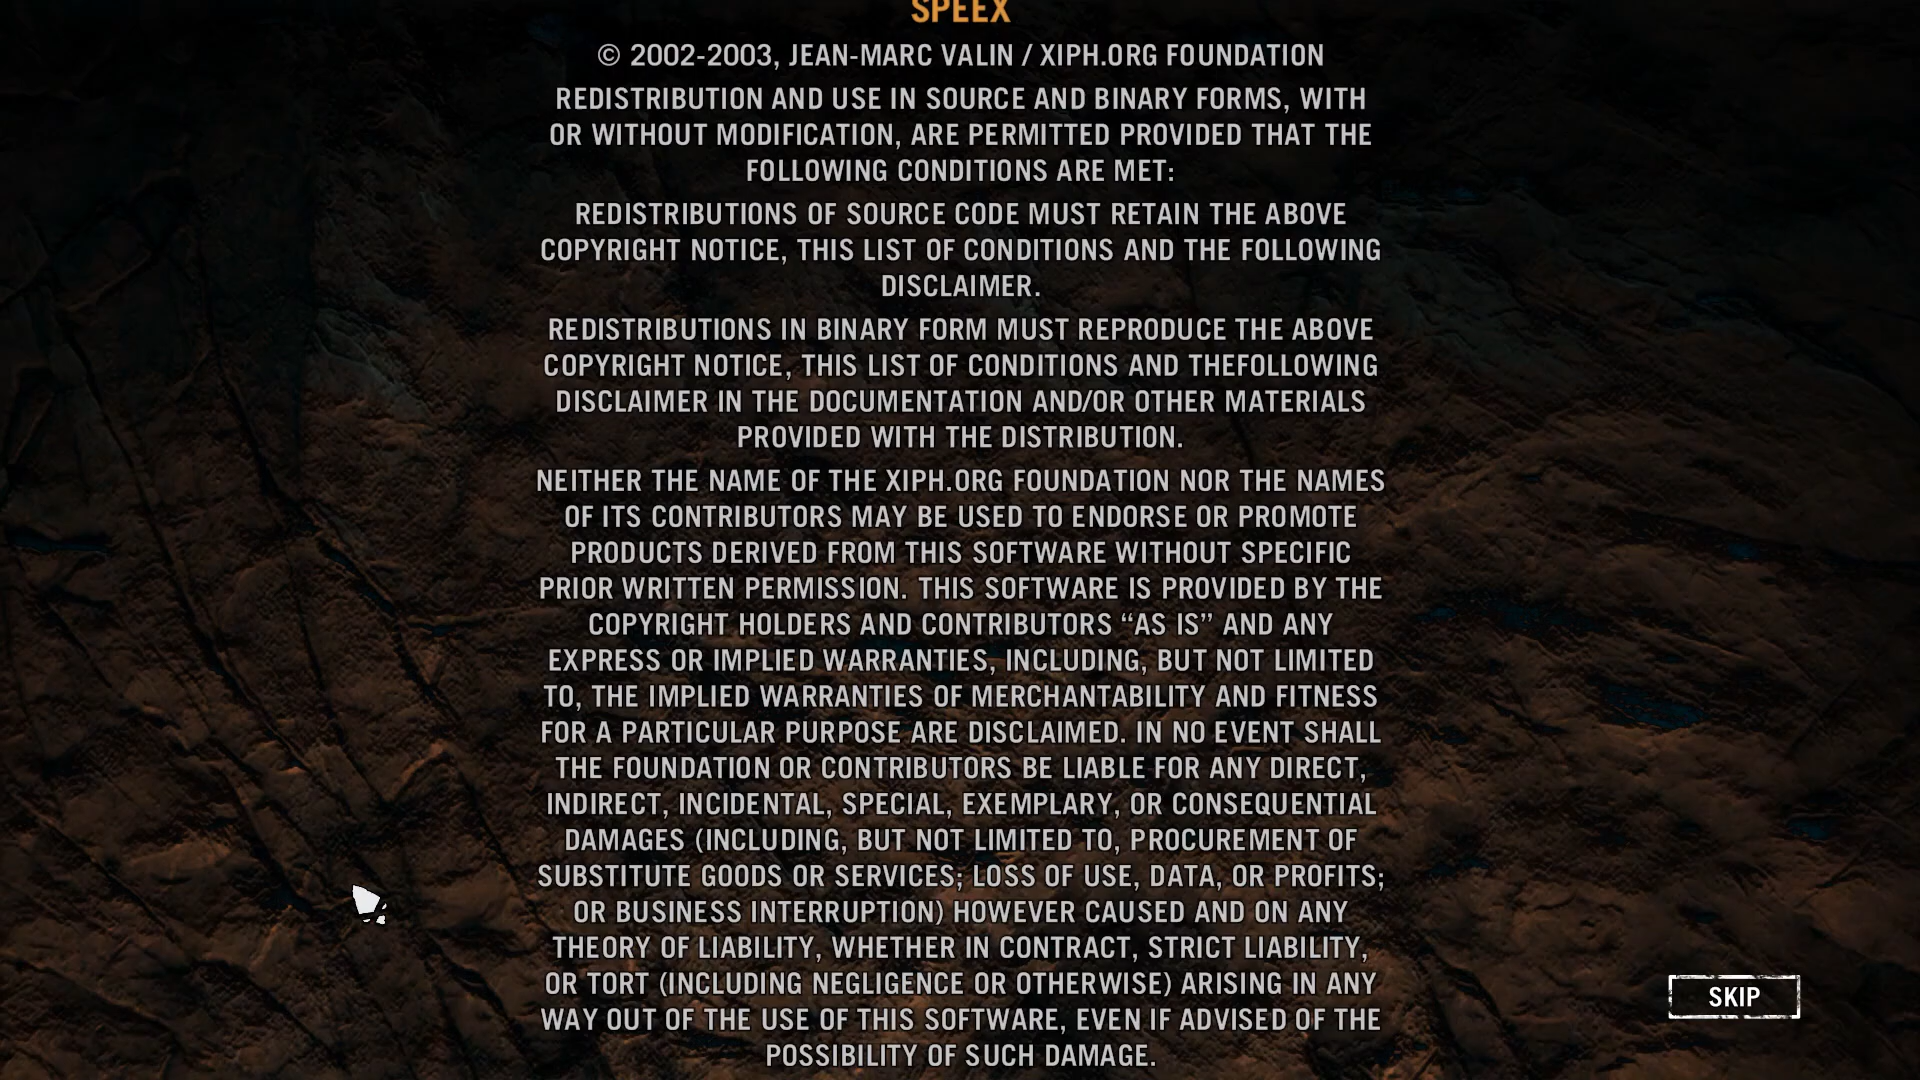 SPEEX
© 2002-2003, JEAN-MARC VALIN / XIPH.ORG FOUNDATION
REDISTRIBUTION AND USE IN SOURCE AND BINARY FORMS, WITH
OR WITHOUT MODIFICATION, ARE PERMITTED PROVIDED THAT THE
FOLLOWING CONDITIONS ARE MET:
REDISTRIBUTIONS OF SOURCE CODE MUST RETAIN THE ABOVE
COPYRIGHT NOTICE, THIS LIST OF CONDITIONS AND THE FOLLOWING
DISCLAIMER.
REDISTRIBUTIONS IN BINARY FORM MUST REPRODUCE THE ABOVE
COPYRIGHT NOTICE, THIS LIST OF CONDITIONS AND THEFOLLOWING
DISCLAIMER IN THE DOCUMENTATION AND/OR OTHER MATERIALS
PROVIDED WITH THE DISTRIBUTION.
NEITHER THE NAME OF THE XIPH.ORG FOUNDATION NOR THE NAMES
OF ITS CONTRIBUTORS MAY BE USED TO ENDORSE OR PROMOTE
PRODUCTS DERIVED FROM THIS SOFTWARE WITHOUT SPECIFIC
PRIOR WRITTEN PERMISSION. THIS SOFTWARE IS PROVIDED BY THE
COPYRIGHT HOLDERS AND CONTRIBUTORS “AS IS” AND ANY
EXPRESS OR IMPLIED WARRANTIES, INCLUDING, BUT NOT LIMITED
TO, THE IMPLIED WARRANTIES OF MERCHANTABILITY AND FITNESS
FOR A PARTICULAR PURPOSE ARE DISCLAIMED. IN NO EVENT SHALL
THE FOUNDATION OR CONTRIBUTORS BE LIABLE FOR ANY DIRECT,
INDIRECT, INCIDENTAL, SPECIAL, EXEMPLARY, OR CONSEQUENTIAL
DAMAGES (INCLUDING, BUT NOT LIMITED TO, PROCUREMENT OF
SUBSTITUTE GOODS OR SERVICES; LOSS OF USE, DATA, OR PROFITS;
OR BUSINESS INTERRUPTION) HOWEVER CAUSED AND ON ANY
THEORY OF LIABILITY, WHETHER IN CONTRACT, STRICT LIABILITY,
OR TORT (INCLUDING NEGLIGENCE OR OTHERWISE) ARISING IN ANY
WAY OUT OF THE USE OF THIS SOFTWARE, EVEN IF ADVISED OF THE
POSSIBILITY OF SUCH DAMAGE.
SKIP